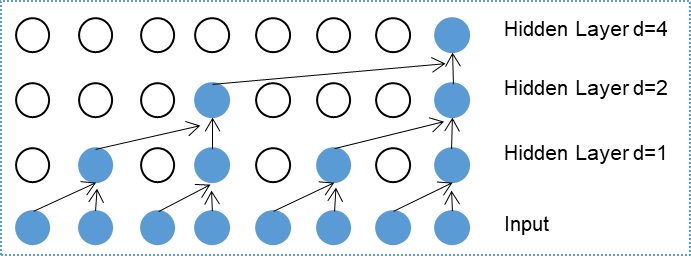 Hidden Layer d=4
Hidden Layer d=2
Hidden Layer d=1
Input